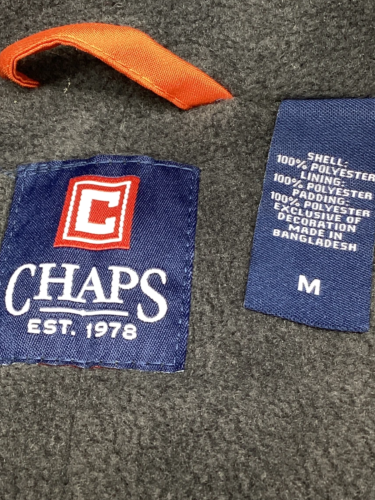 C
CHAPS
EST. 1978
SHELL:
100% POLYESTER
LINING:
100% POLYESTER
PADDING:
100% POLYESTER
EXCLUSIVE OF
DECORATION
MADE IN
BANGLADESH
M